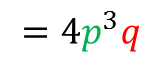 = 4p³q